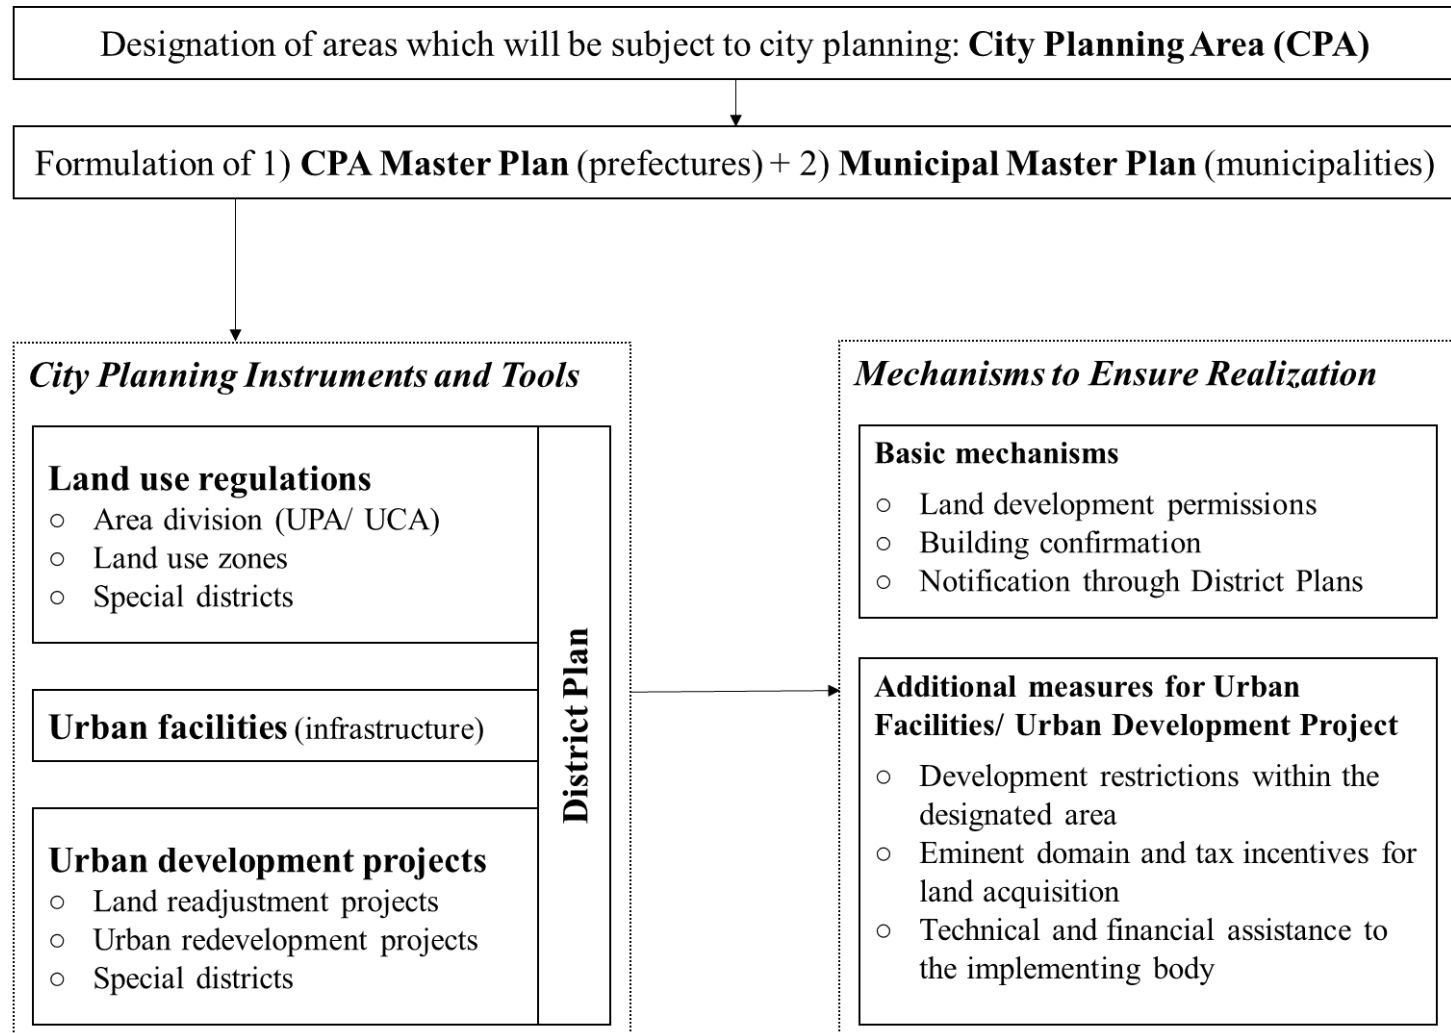 Designation of areas which will be subject to city planning: City Planning Area (CPA)
Formulation of 1) CPA Master Plan (prefectures) + 2) Municipal Master Plan (municipalities)
City Planning Instruments and Tools
Land use regulations
○ Area division (UPA/ UCA)
○ Land use zones
○ Special districts
Urban facilities (infrastructure)
Urban development projects
○ Land readjustment projects
○ Urban redevelopment projects
○ Special districts
District Plan
Mechanisms to Ensure Realization
Basic mechanisms
○ Land development permissions
○ Building confirmation
○ Notification through District Plans
Additional measures for Urban
Facilities/ Urban Development Project
○ Development restrictions within the
designated area
○ Eminent domain and tax incentives for
land acquisition
○ Technical and financial assistance to
the implementing body